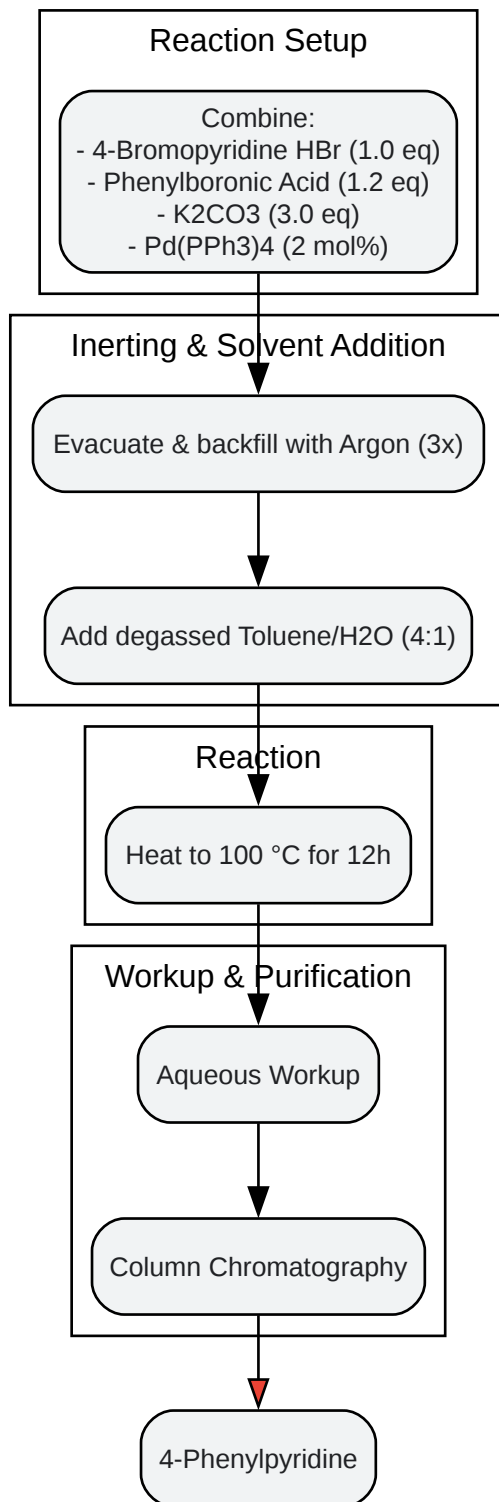 Reaction Setup
Combine:
- 4-Bromopyridine HBr (1.0 eq)
- Phenylboronic Acid (1.2 eq)
- K2CO3 (3.0 eq)
- Pd(PPh3)4 (2 mol%)
Inerting & Solvent Addition
Evacuate & backfill with Argon (3x)
Add degassed Toluene/H2O (4:1)
Reaction
Heat to 100 °C for 12h
Workup & Purification
Aqueous Workup
Column Chromatography
4-Phenylpyridine